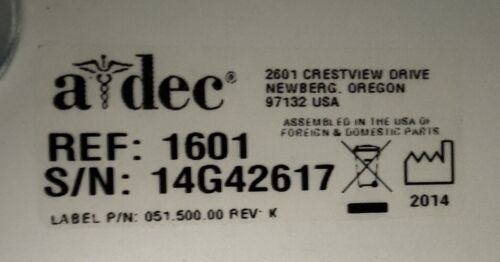 a dec®
2601 CRESTVIEW DRIVE
NEWBERG, OREGON
97132 USA
ASSEMBLED IN THE USA OF
FOREIGN & DOMESTIC PARTS
REF: 1601
S/N: 14G42617
2014
LABEL P/N: 051.500.00 REV: K